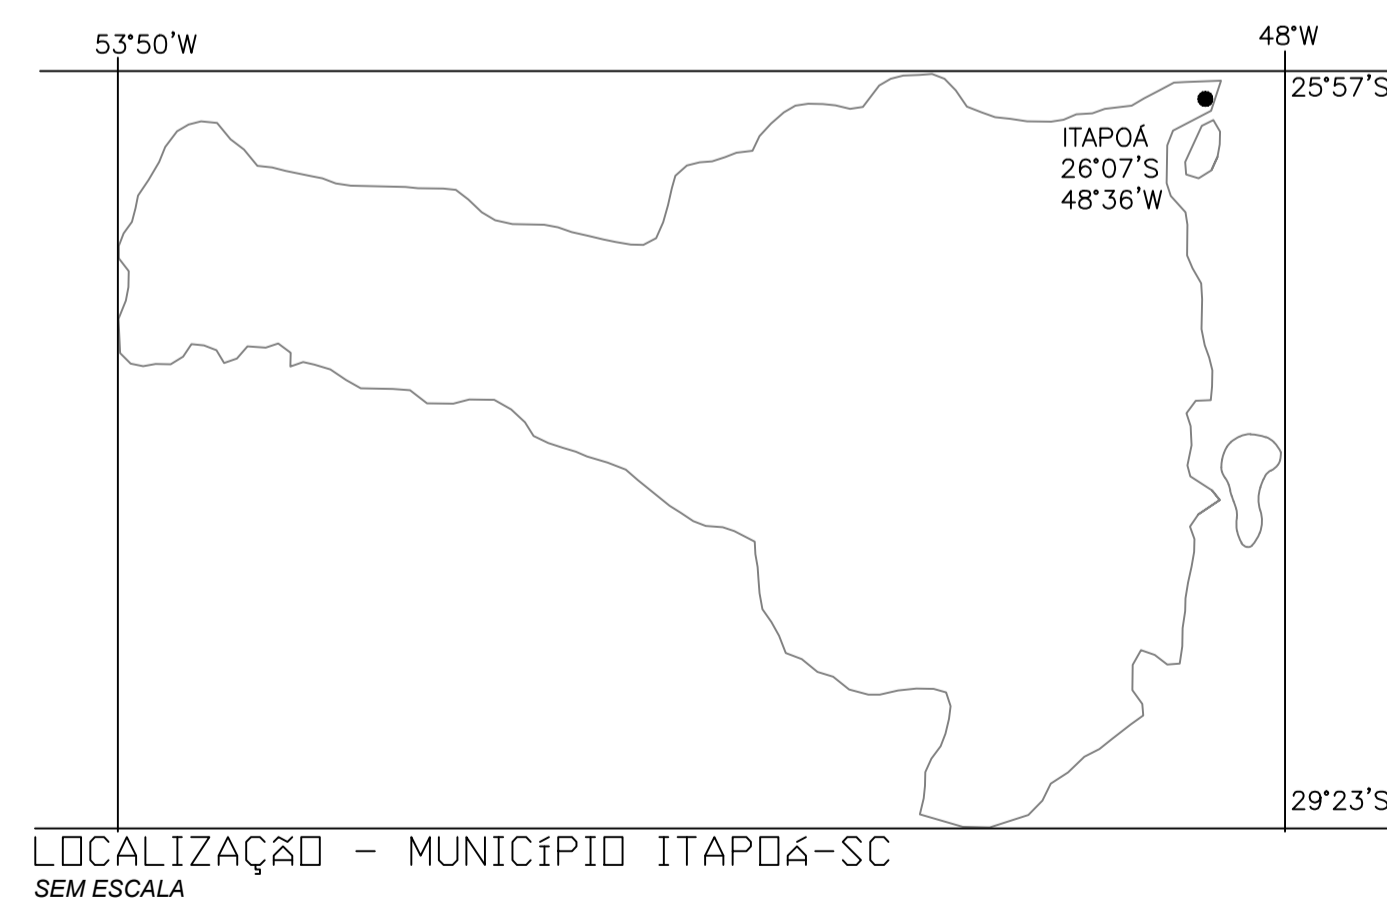 53°50'W
48°W
25°57'S
ITAPOÁ
26°07'S
48°36'W
29°23'S
LOCALIZAÇãO - MUNICíPIO ITAPOá-SC
SEM ESCALA